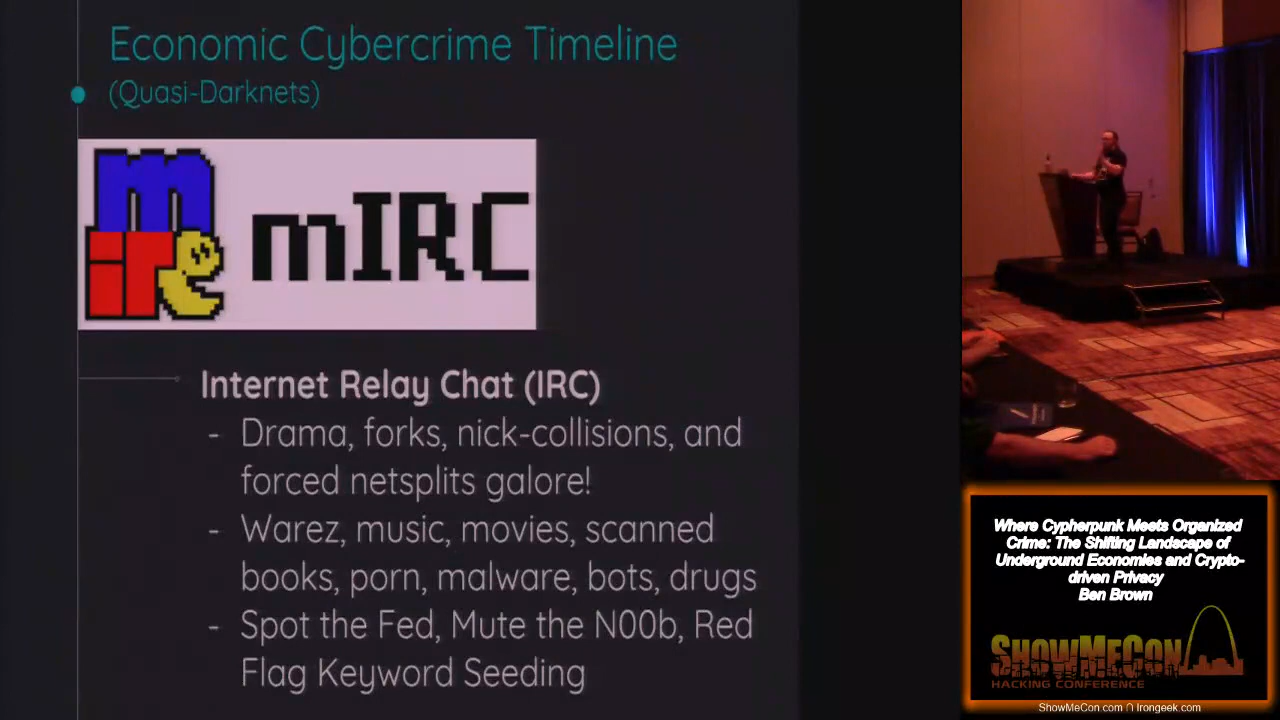 Economic Cybercrime Timeline
(Quasi-Darknets)
mIRC
mIRC
Internet Relay Chat (IRC)
- Drama, forks, nick-collisions, and
forced netsplits galore!
- Warez, music, movies, scanned
books, porn, malware, bots, drugs
- Spot the Fed, Mute the N00b, Red
Flag Keyword Seeding
Where Cypherpunk Meets Organized
Crime: The Shifting Landscape of
Underground Economies and Crypto-
driven Privacy
Ben Brown
SHOWMECON
HACKING CONFERENCE
ShowMeCon.com ∩ Irongeek.com